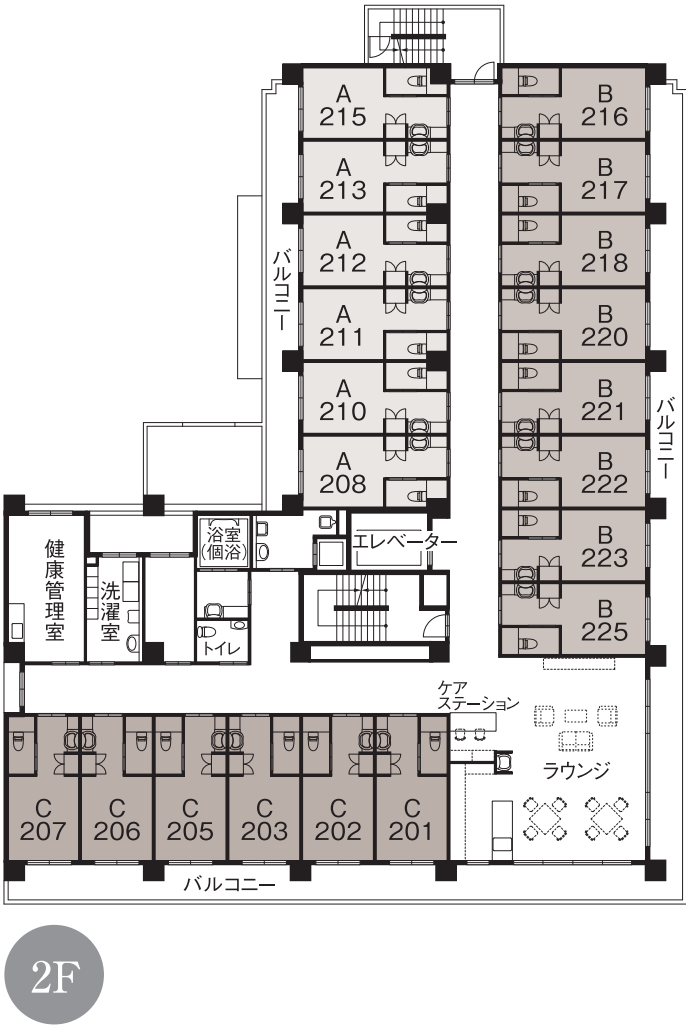 A
215
B
216
A
213
B
217
A
212
B
218
バルコニー
A
211
B
220
A
210
B
221
バルコニー
A
208
B
222
浴室
(個浴)
エレベーター
B
223
健康管理室
洗濯室
B
225
トイレ
ケア
ステーション
ラウンジ
C
207
C
206
C
205
C
203
C
202
C
201
バルコニー
2F